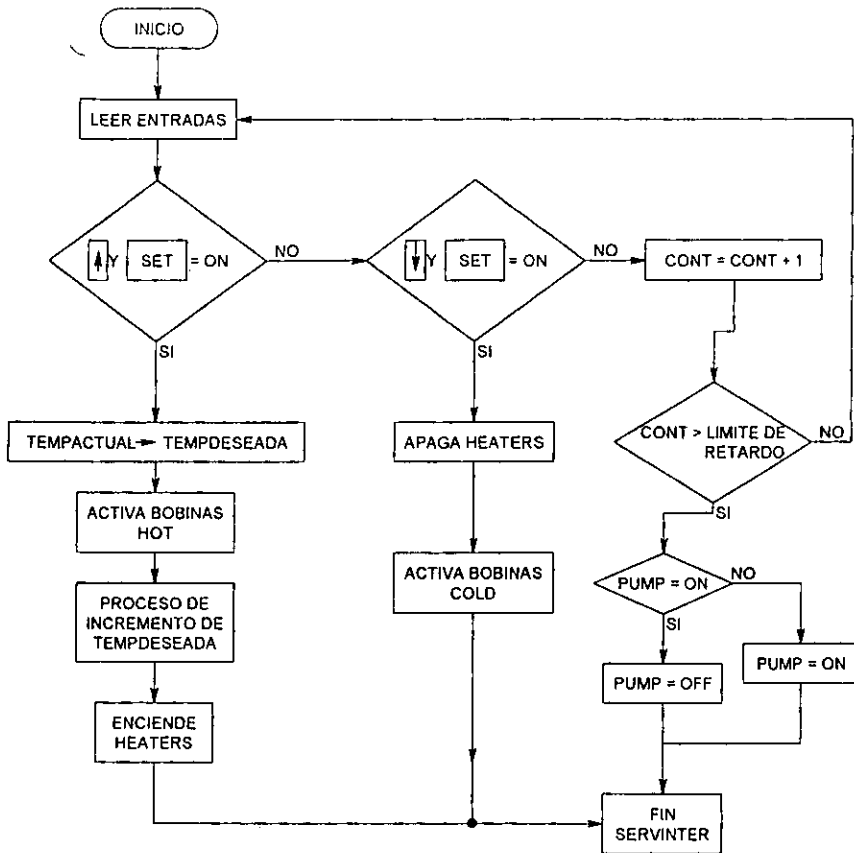 INICIO
LEER ENTRADAS
Y SET = ON
NO
SI
Y SET = ON
NO
SI
CONT = CONT + 1
CONT > LIMITE DE
RETARDO
NO
SI
TEMPACTUAL TEMPDESEADA
ACTIVA BOBINAS
HOT
PROCESO DE
INCREMENTO DE
TEMPDESEADA
ENCIENDE
HEATERS
APAGA HEATERS
ACTIVA BOBINAS
COLD
PUMP = ON
NO
SI
PUMP = OFF
PUMP = ON
FIN
SERVINTER